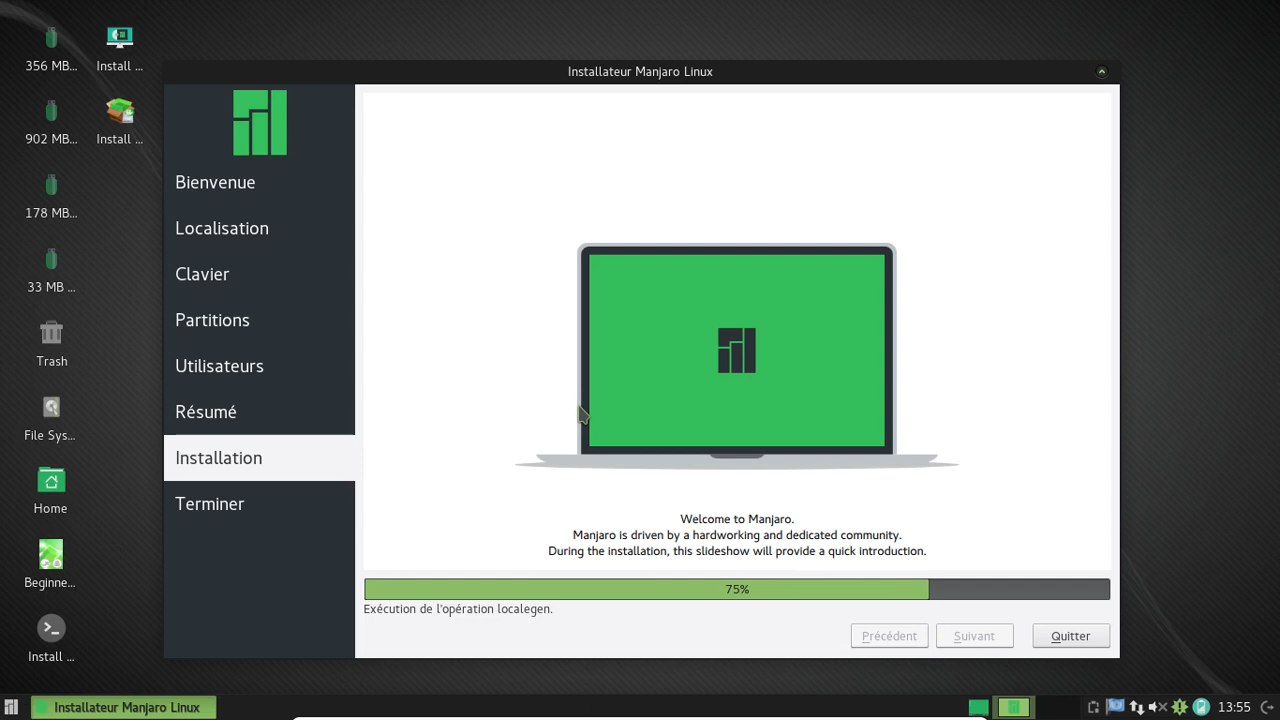 356 MB...
Install ...
902 MB...
Install ...
178 MB...
33 MB ...
Trash
File Sys...
Home
Beginne...
Install ...
Installateur Manjaro Linux
Bienvenue
Localisation
Clavier
Partitions
Utilisateurs
Résumé
Installation
Terminer
Welcome to Manjaro.
Manjaro is driven by a hardworking and dedicated community.
During the installation, this slideshow will provide a quick introduction.
75%
Exécution de l'opération localegen.
Précédent
Suivant
Quitter
Installateur Manjaro Linux
13:55